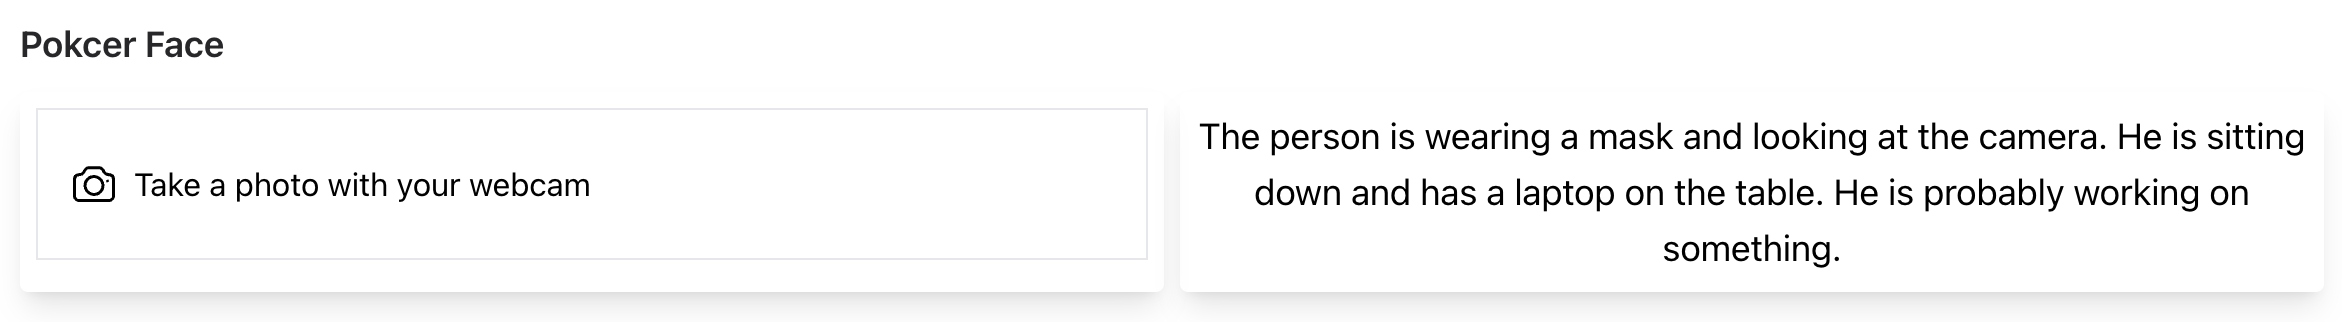 Pokcer Face
Take a photo with your webcam
The person is wearing a mask and looking at the camera. He is sitting
down and has a laptop on the table. He is probably working on
something.